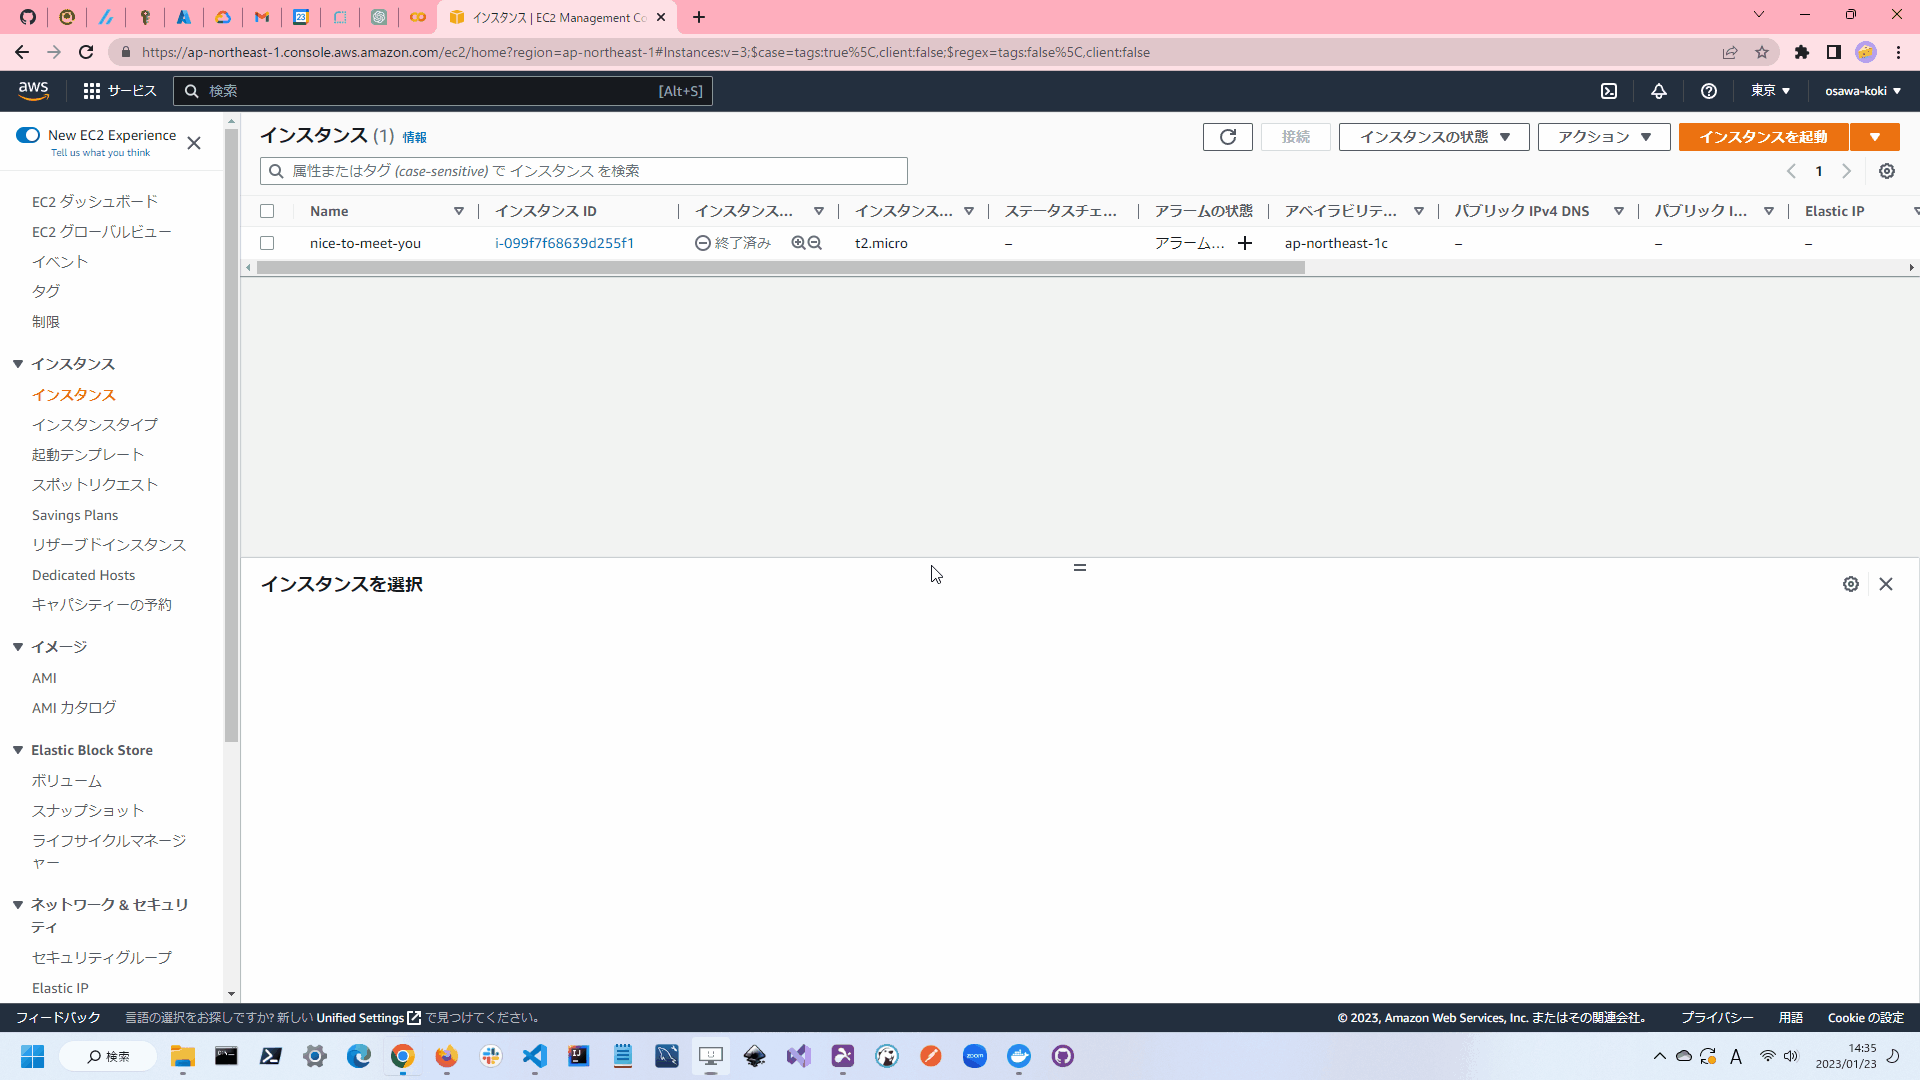 インスタンス | EC2 Management Co
https://ap-northeast-1.console.aws.amazon.com/ec2/home?region=ap-northeast-1#Instances:v=3;$case=tags:true%5C,client:false;$regex=tags:false%5C,client:false
aws サービス 検索 [Alt+S] 東京 osawa-koki
New EC2 Experience
Tell us what you think
EC2 ダッシュボード
EC2 グローバルビュー
イベント
タグ
制限
インスタンス
インスタンス
インスタンスタイプ
起動テンプレート
スポットリクエスト
Savings Plans
リザーブドインスタンス
Dedicated Hosts
キャパシティーの予約
イメージ
AMI
AMI カタログ
Elastic Block Store
ボリューム
スナップショット
ライフサイクルマネージ
ャー
ネットワーク & セキュリ
ティ
セキュリティグループ
Elastic IP
インスタンス (1) 情報 接続 インスタンスの状態 アクション インスタンスを起動
属性またはタグ (case-sensitive) で インスタンス を検索 1
Name インスタンス ID インスタンス... インスタンス... ステータスチェ... アラームの状態 アベイラビリテ... パブリック IPv4 DNS パブリック I... Elastic IP
nice-to-meet-you i-099f7f68639d255f1 終了済み t2.micro – アラーム... ap-northeast-1c – – –
インスタンスを選択
フィードバック 言語の選択をお探しですか? 新しい Unified Settings で見つけてください。 © 2023, Amazon Web Services, Inc. またはその関連会社。 プライバシー 用語 Cookie の設定
検索 A 14:35
2023/01/23